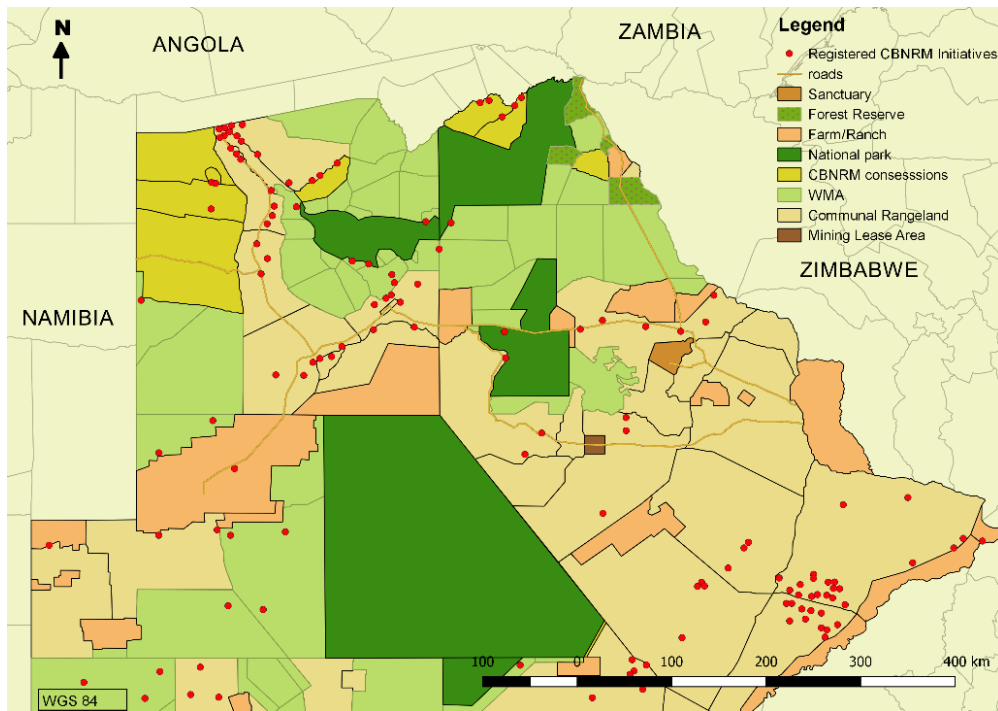 N
ANGOLA
ZAMBIA
NAMIBIA
ZIMBABWE
Legend
Registered CBNRM Initiatives
roads
Sanctuary
Forest Reserve
Farm/Ranch
National park
CBNRM consesssions
WMA
Communal Rangeland
Mining Lease Area
100 0 100 200 300 400 km
WGS 84